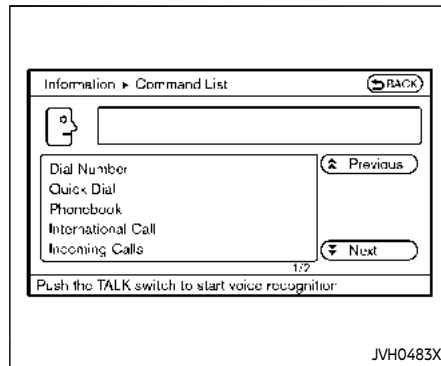 Information ▸ Command List
BACK
Dial Number
Previous
Quick Dial
Phonebook
International Call
Incoming Calls
Next
1/2
Push the TALK switch to start voice recognition
JVH0483X